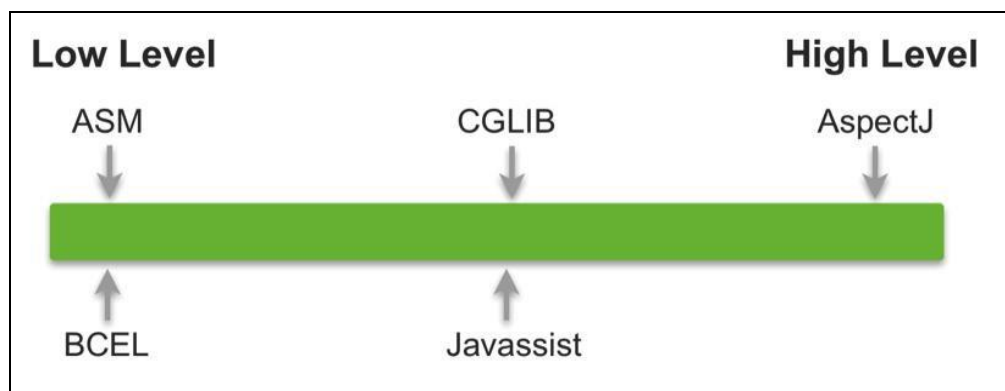 Low Level
High Level
ASM
CGLIB
AspectJ
BCEL
Javassist